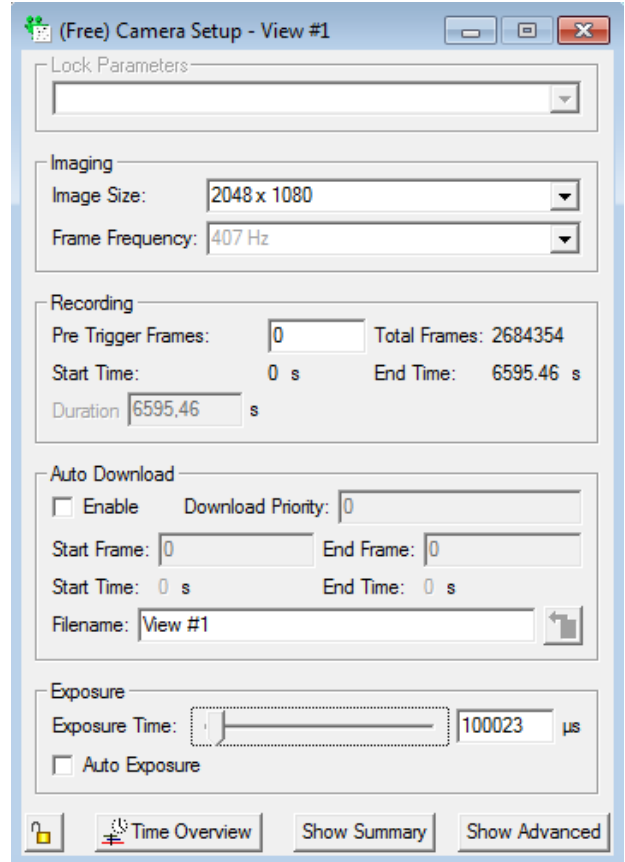 (Free) Camera Setup - View #1
Lock Parameters
Imaging
Image Size: 2048 x 1080
Frame Frequency: 407 Hz
Recording
Pre Trigger Frames: 0 Total Frames: 2684354
Start Time: 0 s End Time: 6595.46 s
Duration 6595,46 s
Auto Download
Enable Download Priority: 0
Start Frame: 0 End Frame: 0
Start Time: 0 s End Time: 0 s
Filename: View #1
Exposure
Exposure Time: 100023 µs
Auto Exposure
Time Overview Show Summary Show Advanced